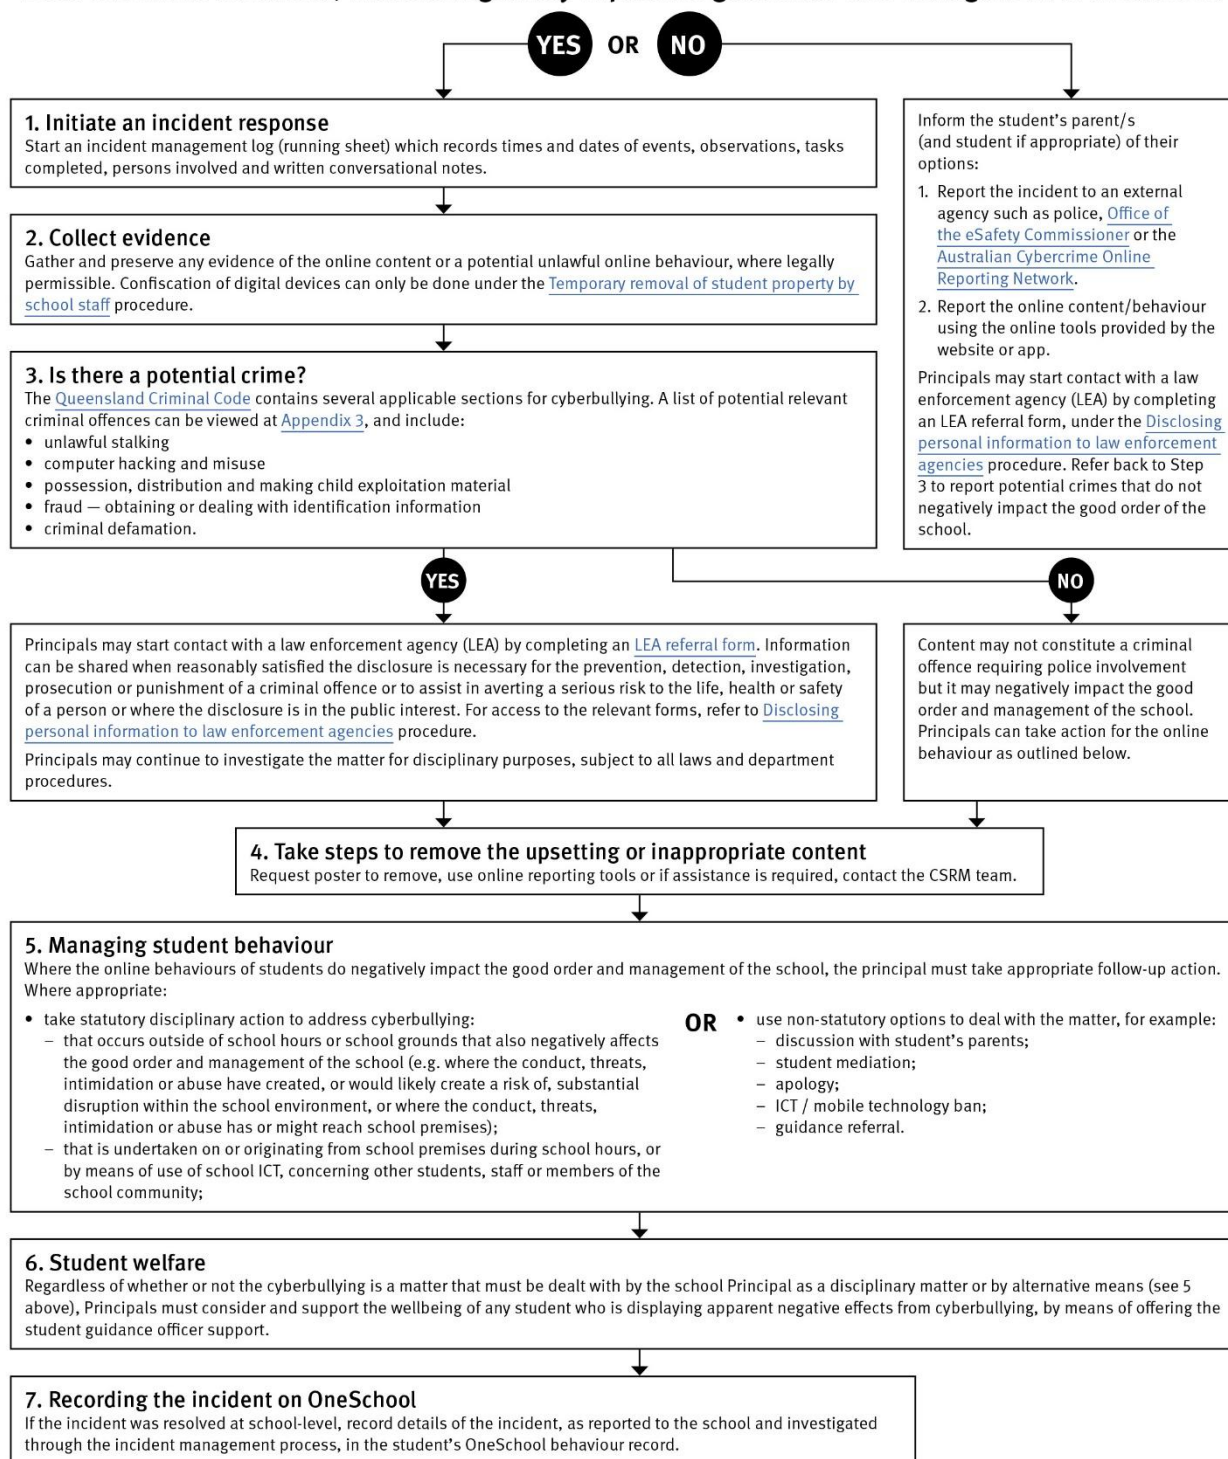 YES OR NO
1. Initiate an incident response
Start an incident management log (running sheet) which records times and dates of events, observations, tasks
completed, persons involved and written conversational notes.
2. Collect evidence
Gather and preserve any evidence of the online content or a potential unlawful online behaviour, where legally
permissible. Confiscation of digital devices can only be done under the Temporary removal of student property by
school staff procedure.
3. Is there a potential crime?
The Queensland Criminal Code contains several applicable sections for cyberbullying. A list of potential relevant
criminal offences can be viewed at Appendix 3, and include:
• unlawful stalking
• computer hacking and misuse
• possession, distribution and making child exploitation material
• fraud — obtaining or dealing with identification information
• criminal defamation.
Inform the student's parent/s
(and student if appropriate) of their
options:
1. Report the incident to an external
agency such as police, Office of
the eSafety Commissioner or the
Australian Cybercrime Online
Reporting Network.
2. Report the online content/behaviour
using the online tools provided by the
website or app.
Principals may start contact with a law
enforcement agency (LEA) by completing
an LEA referral form, under the Disclosing
personal information to law enforcement
agencies procedure. Refer back to Step
3 to report potential crimes that do not
negatively impact the good order of the
school.
YES
NO
Principals may start contact with a law enforcement agency (LEA) by completing an LEA referral form. Information
can be shared when reasonably satisfied the disclosure is necessary for the prevention, detection, investigation,
prosecution or punishment of a criminal offence or to assist in averting a serious risk to the life, health or safety
of a person or where the disclosure is in the public interest. For access to the relevant forms, refer to Disclosing
personal information to law enforcement agencies procedure.
Principals may continue to investigate the matter for disciplinary purposes, subject to all laws and department
procedures.
Content may not constitute a criminal
offence requiring police involvement
but it may negatively impact the good
order and management of the school.
Principals can take action for the online
behaviour as outlined below.
4. Take steps to remove the upsetting or inappropriate content
Request poster to remove, use online reporting tools or if assistance is required, contact the CSRM team.
5. Managing student behaviour
Where the online behaviours of students do negatively impact the good order and management of the school, the principal must take appropriate follow-up action.
Where appropriate:
• take statutory disciplinary action to address cyberbullying:
– that occurs outside of school hours or school grounds that also negatively affects
the good order and management of the school (e.g. where the conduct, threats,
intimidation or abuse have created, or would likely create a risk of, substantial
disruption within the school environment, or where the conduct, threats,
intimidation or abuse has or might reach school premises);
– that is undertaken on or originating from school premises during school hours, or
by means of use of school ICT, concerning other students, staff or members of the
school community;
OR
• use non-statutory options to deal with the matter, for example:
– discussion with student's parents;
– student mediation;
– apology;
– ICT / mobile technology ban;
– guidance referral.
6. Student welfare
Regardless of whether or not the cyberbullying is a matter that must be dealt with by the school Principal as a disciplinary matter or by alternative means (see 5
above), Principals must consider and support the wellbeing of any student who is displaying apparent negative effects from cyberbullying, by means of offering the
student guidance officer support.
7. Recording the incident on OneSchool
If the incident was resolved at school-level, record details of the incident, as reported to the school and investigated
through the incident management process, in the student's OneSchool behaviour record.